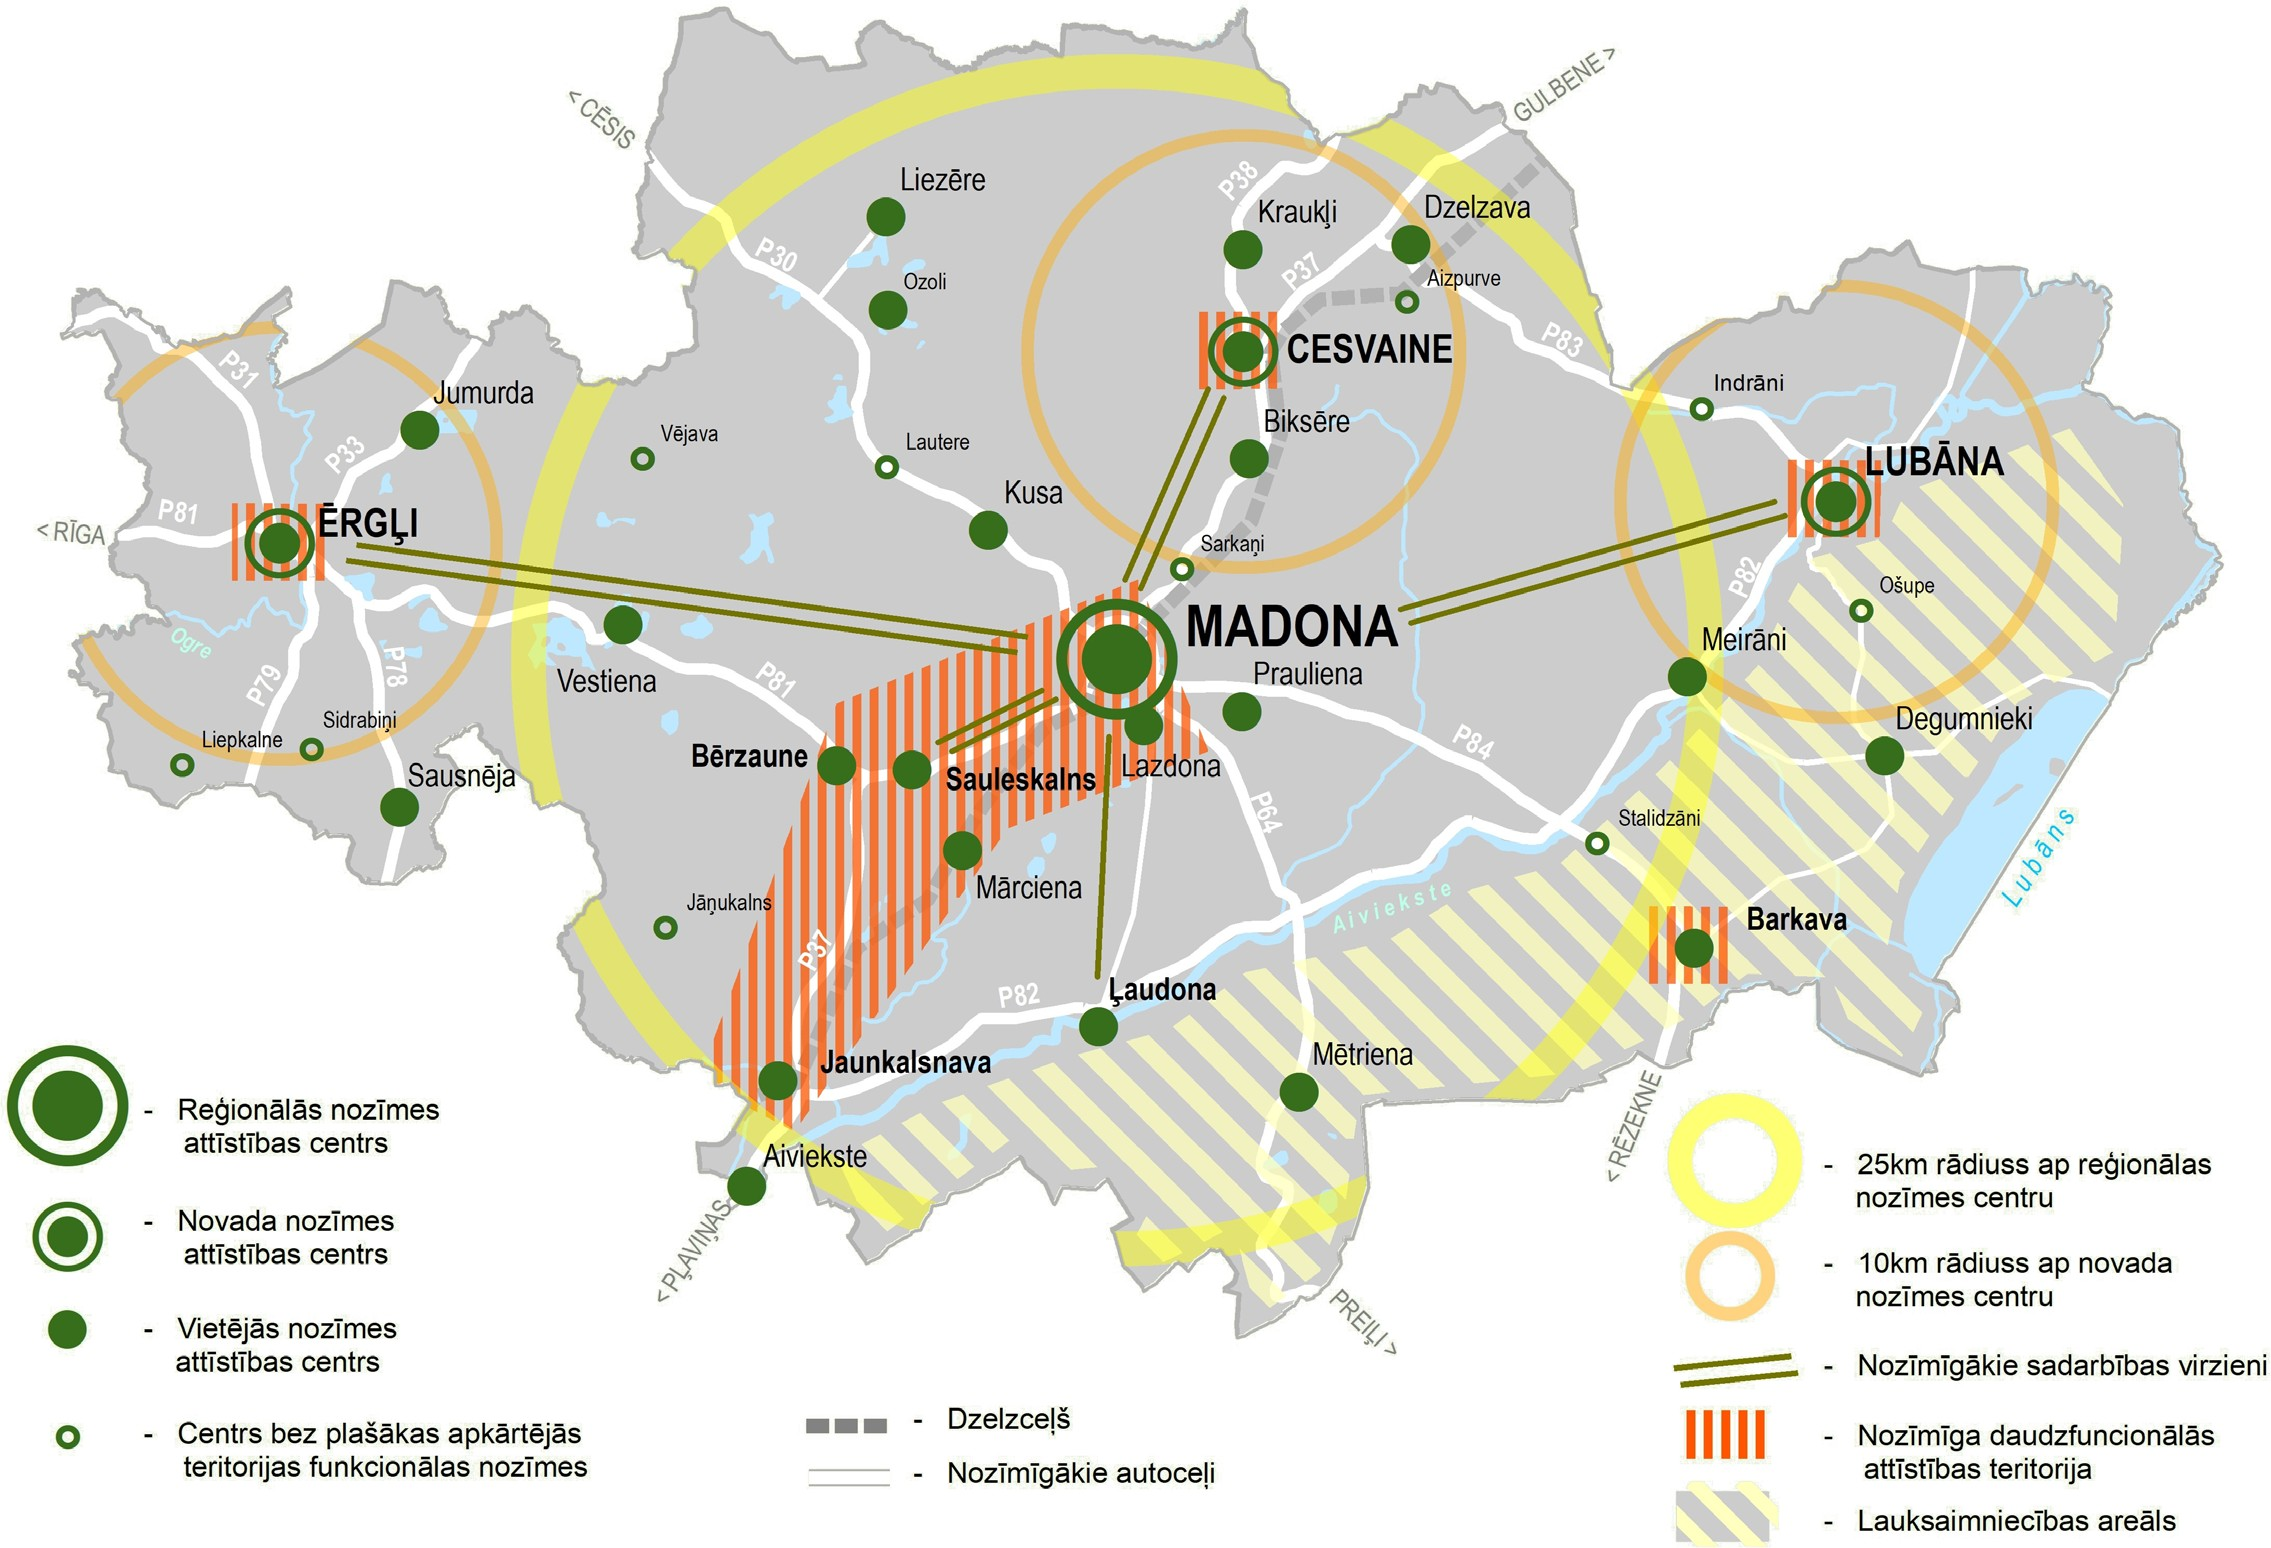 GULBENE >
< CĒSIS
P38
Liezēre
Kraukļi
Dzelzava
P30
P37
Ozoli
Aizpurve
P83
CESVAINE
P31
Jumurda
Indrāni
Biksēre
Vējava
Lautere
P33
LUBĀNA
Kusa
P81
ĒRGĻI
< RĪGA
Sarkaņi
P82
Ošupe
MADONA
Ogre
Meirāni
P78
Prauliena
Vestiena
P81
P79
Sidrabiņi
Degumnieki
Liepkalne
P84
Bērzaune
Lazdona
Sausnēja
Sauleskalns
P64
Stalidzāni
Lubāns
Mārciena
Jāņukalns
Aiviekste
Barkava
P37
Ļaudona
P82
Mētriena
Jaunkalsnava
< RĒZEKNE
Aiviekste
< PĻAVIŅAS
PREIĻI >
- Reģionālās nozīmes
attīstības centrs
- Novada nozīmes
attīstības centrs
- Vietējās nozīmes
attīstības centrs
- Centrs bez plašākas apkārtējās
teritorijas funkcionālas nozīmes
- Dzelzceļš
- Nozīmīgākie autoceļi
- 25km rādiuss ap reģionālas
nozīmes centru
- 10km rādiuss ap novada
nozīmes centru
- Nozīmīgākie sadarbības virzieni
- Nozīmīga daudzfuncionālās
attīstības teritorija
- Lauksaimniecības areāls